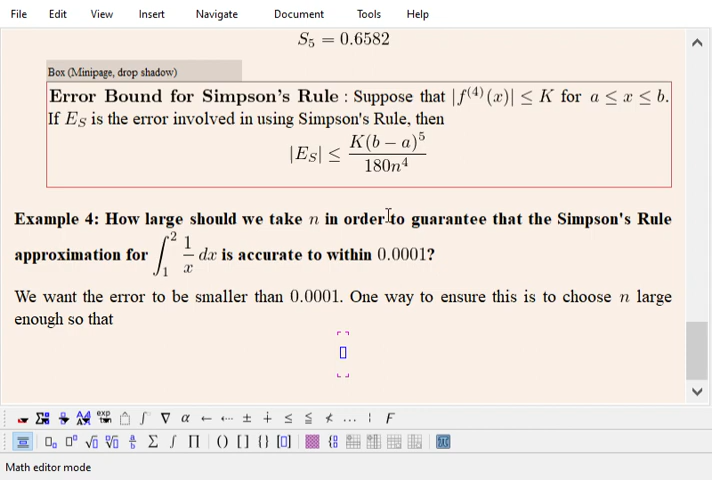 File Edit View Insert Navigate Document Tools Help
S₅ = 0.6582
Box (Minipage, drop shadow)
Error Bound for Simpson's Rule : Suppose that |f⁽⁴⁾(x)| ≤ K for a ≤ x ≤ b.
If E_S is the error involved in using Simpson's Rule, then
|E_S| ≤ K(b − a)⁵ / 180n⁴
Example 4: How large should we take n in order to guarantee that the Simpson's Rule
approximation for ∫₁² 1/x dx is accurate to within 0.0001?
We want the error to be smaller than 0.0001. One way to ensure this is to choose n large
enough so that
Math editor mode